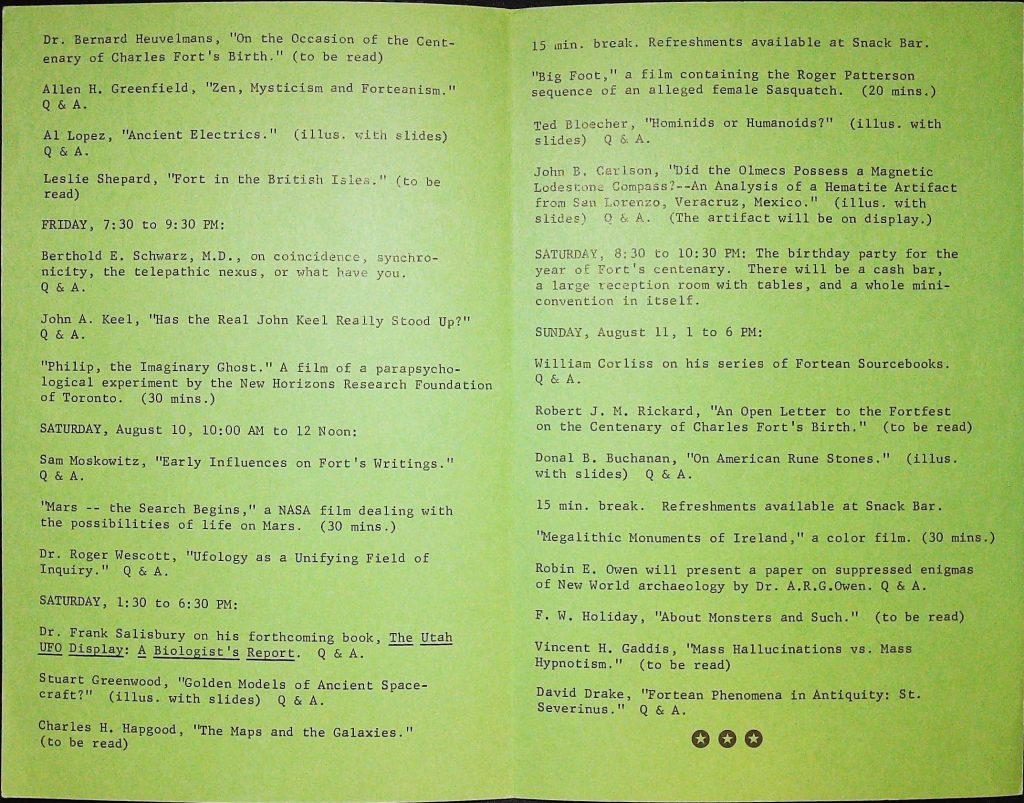 Dr. Bernard Heuvelmans, "On the Occasion of the Cent-
enary of Charles Fort's Birth." (to be read)
Allen H. Greenfield, "Zen, Mysticism and Forteanism."
Q & A.
Al Lopez, "Ancient Electrics." (illus. with slides)
Q & A.
Leslie Shepard, "Fort in the British Isles." (to be
read)
FRIDAY, 7:30 to 9:30 PM:
Berthold E. Schwarz, M.D., on coincidence, synchro-
nicity, the telepathic nexus, or what have you.
Q & A.
John A. Keel, "Has the Real John Keel Really Stood Up?"
Q & A.
"Philip, the Imaginary Ghost." A film of a parapsycho-
logical experiment by the New Horizons Research Foundation
of Toronto. (30 mins.)
SATURDAY, August 10, 10:00 AM to 12 Noon:
Sam Moskowitz, "Early Influences on Fort's Writings."
Q & A.
"Mars -- the Search Begins," a NASA film dealing with
the possibilities of life on Mars. (30 mins.)
Dr. Roger Wescott, "Ufology as a Unifying Field of
Inquiry." Q & A.
SATURDAY, 1:30 to 6:30 PM:
Dr. Frank Salisbury on his forthcoming book, The Utah
UFO Display: A Biologist's Report. Q & A.
Stuart Greenwood, "Golden Models of Ancient Space-
craft?" (illus. with slides) Q & A.
Charles H. Hapgood, "The Maps and the Galaxies."
(to be read)
15 min. break. Refreshments available at Snack Bar.
"Big Foot," a film containing the Roger Patterson
sequence of an alleged female Sasquatch. (20 mins.)
Ted Bloecher, "Hominids or Humanoids?" (illus. with
slides) Q & A.
John B. Carlson, "Did the Olmecs Possess a Magnetic
Lodestone Compass?--An Analysis of a Hematite Artifact
from San Lorenzo, Veracruz, Mexico." (illus. with
slides) Q & A. (The artifact will be on display.)
SATURDAY, 8:30 to 10:30 PM: The birthday party for the
year of Fort's centenary. There will be a cash bar,
a large reception room with tables, and a whole mini-
convention in itself.
SUNDAY, August 11, 1 to 6 PM:
William Corliss on his series of Fortean Sourcebooks.
Q & A.
Robert J. M. Rickard, "An Open Letter to the Fortfest
on the Centenary of Charles Fort's Birth." (to be read)
Donal B. Buchanan, "On American Rune Stones." (illus.
with slides) Q & A.
15 min. break. Refreshments available at Snack Bar.
"Megalithic Monuments of Ireland," a color film. (30 mins.)
Robin E. Owen will present a paper on suppressed enigmas
of New World archaeology by Dr. A.R.G.Owen. Q & A.
F. W. Holiday, "About Monsters and Such." (to be read)
Vincent H. Gaddis, "Mass Hallucinations vs. Mass
Hypnotism." (to be read)
David Drake, "Fortean Phenomena in Antiquity: St.
Severinus." Q & A.